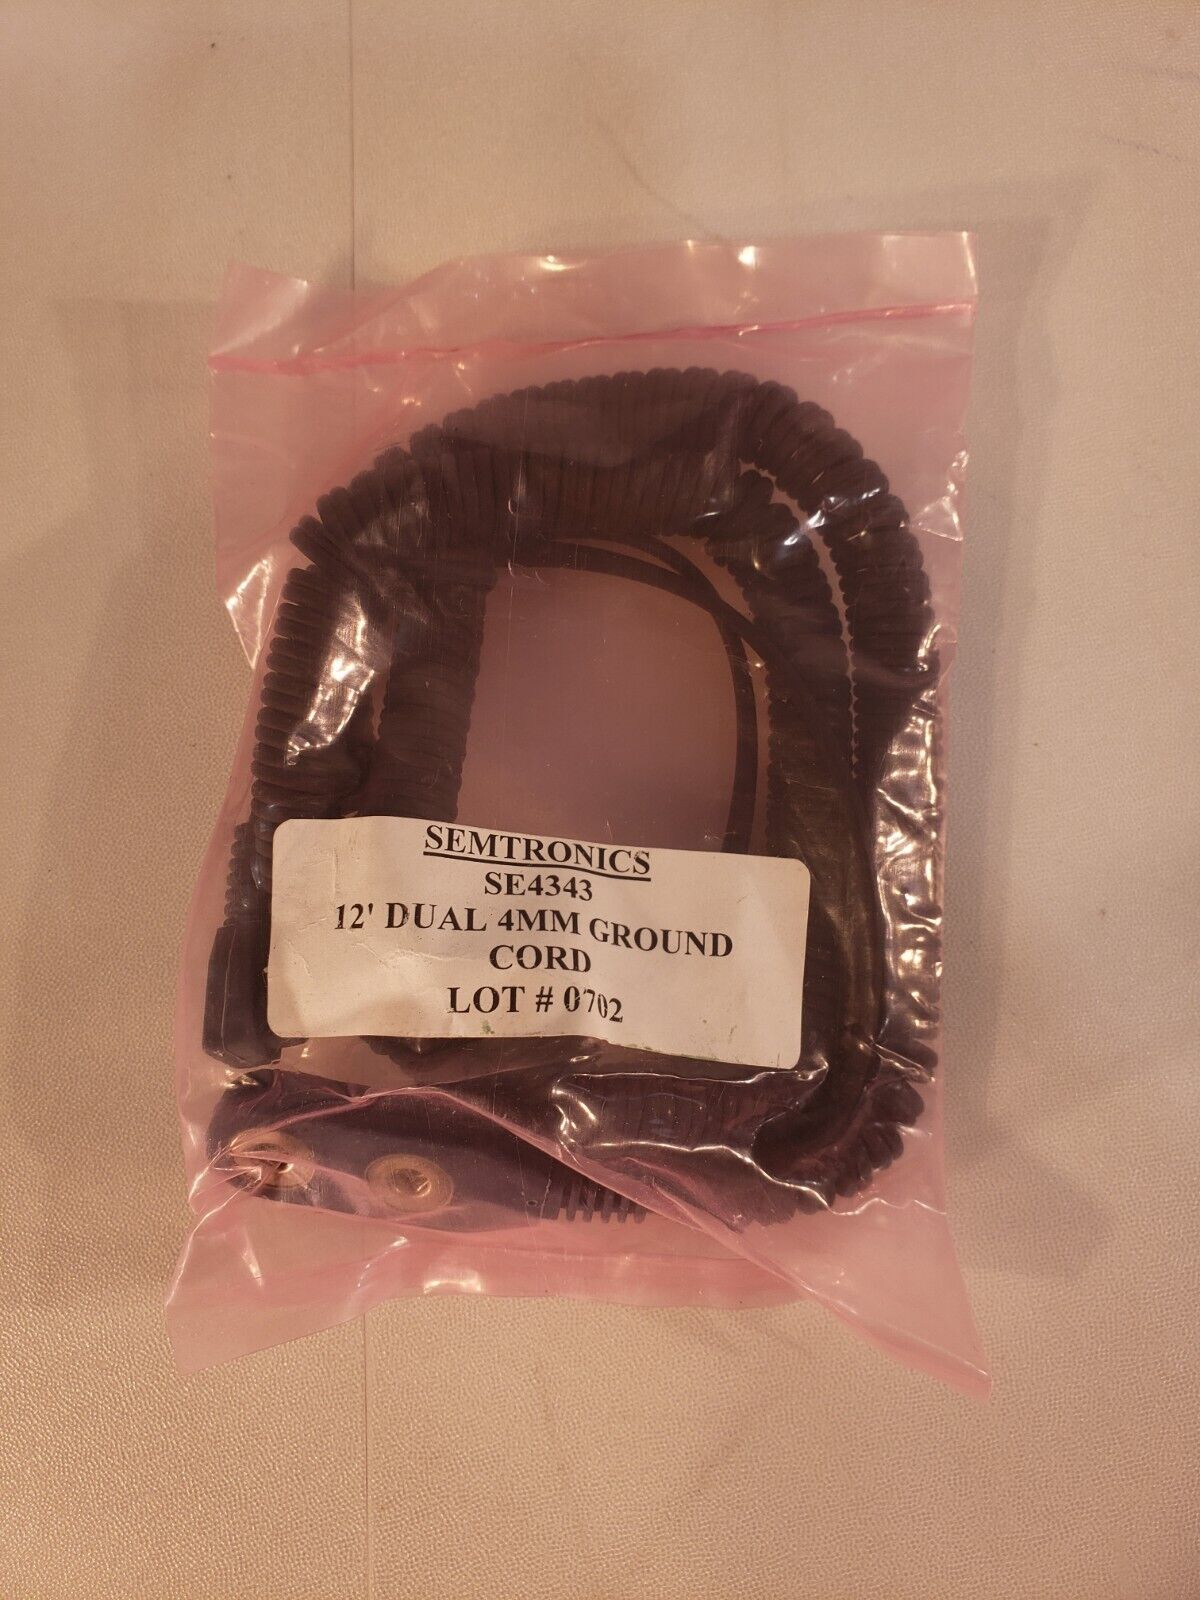 SEMTRONICS
SE4343
12' DUAL 4MM GROUND
CORD
LOT # 0702